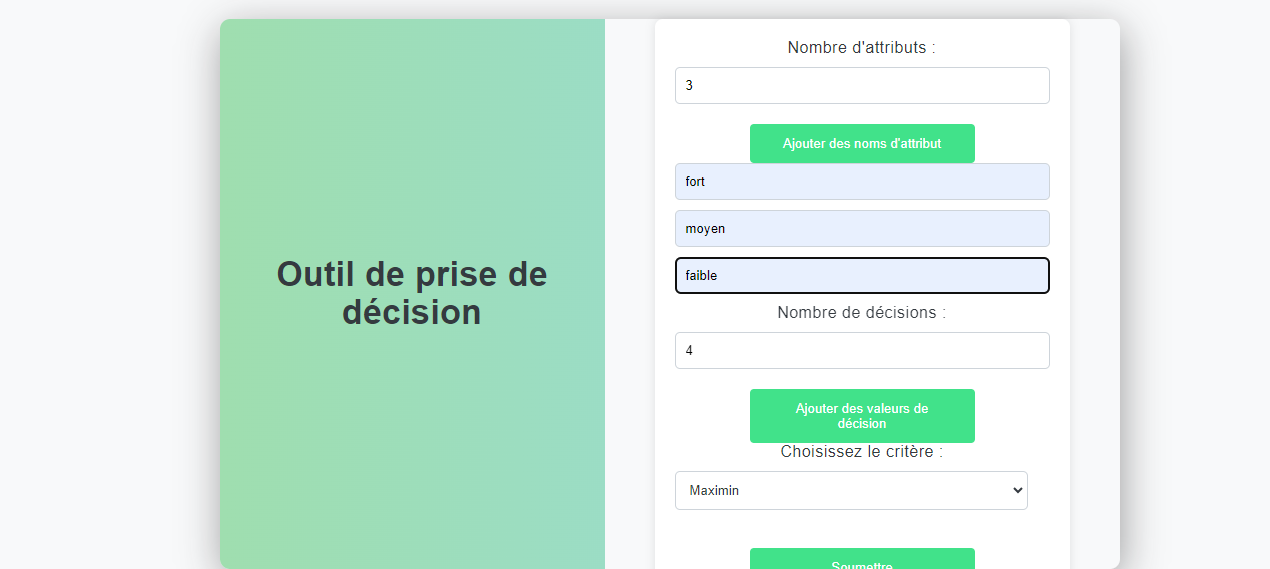 Outil de prise de
décision
Nombre d'attributs :
3
Ajouter des noms d'attribut
fort
moyen
faible
Nombre de décisions :
4
Ajouter des valeurs de
décision
Choisissez le critère :
Maximin
Soumettre